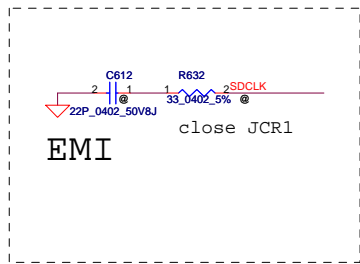 C612
R632
2
1
1
2
SDCLK
@
@
22P_0402_50V8J
33_0402_5%
close JCR1
EMI